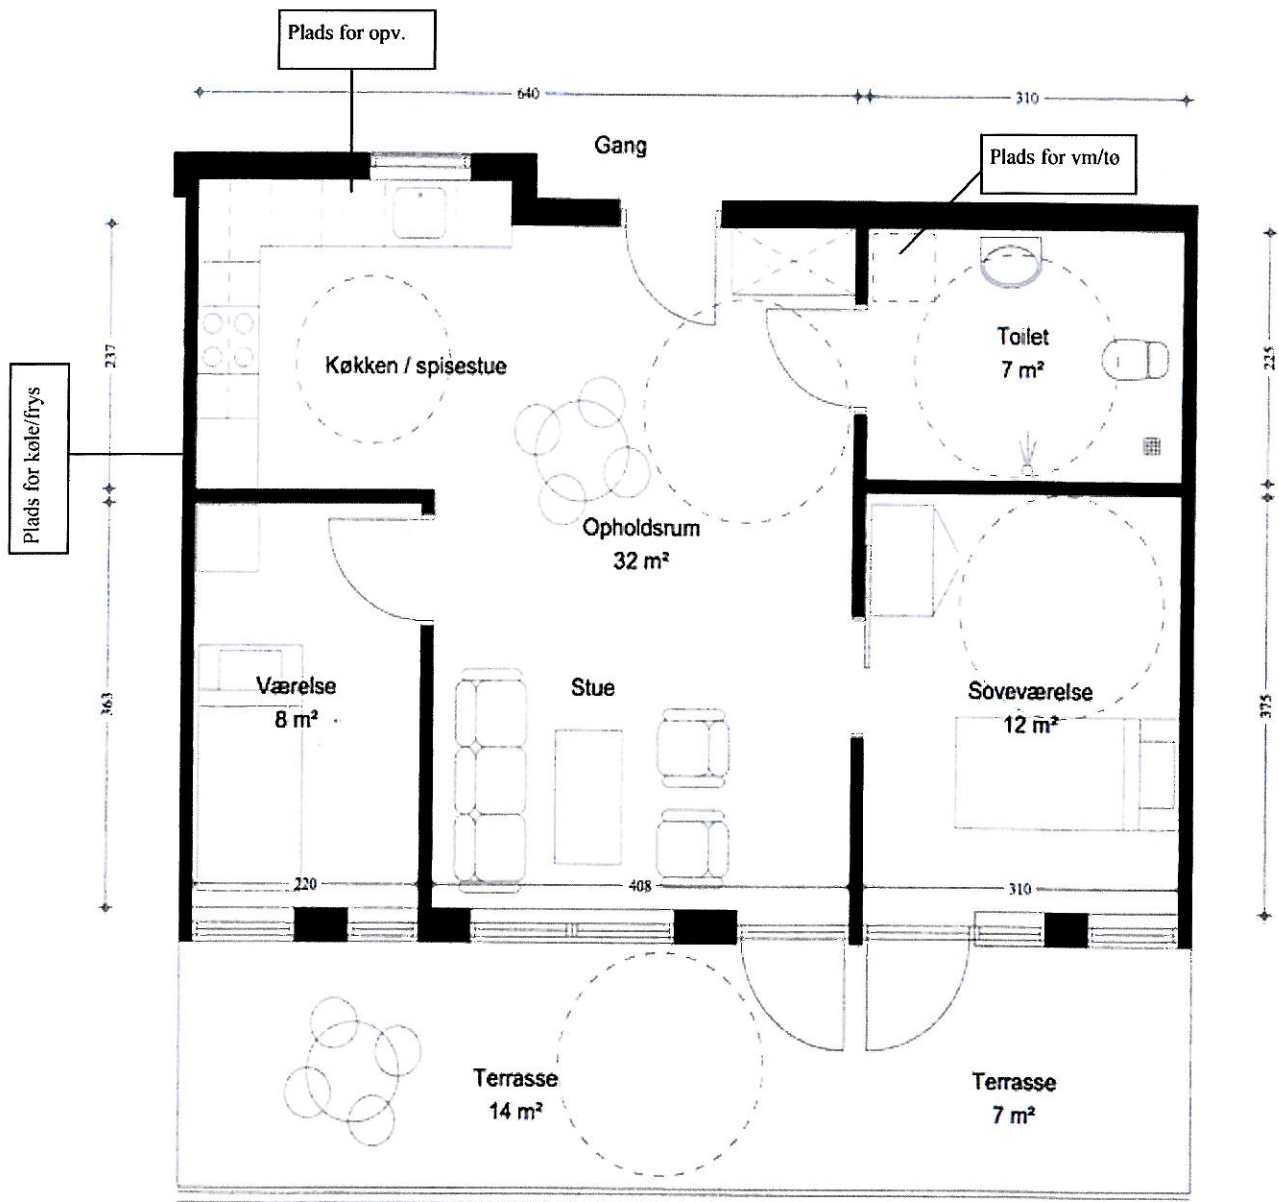 Plads for opv.
640
310
Gang
Plads for vm/tø
237
225
Toilet
7 m²
Køkken / spisestue
Plads for køle/frys
Opholdsrum
32 m²
363
375
Værelse
8 m²
Stue
Soveværelse
12 m²
220
408
310
Terrasse
14 m²
Terrasse
7 m²